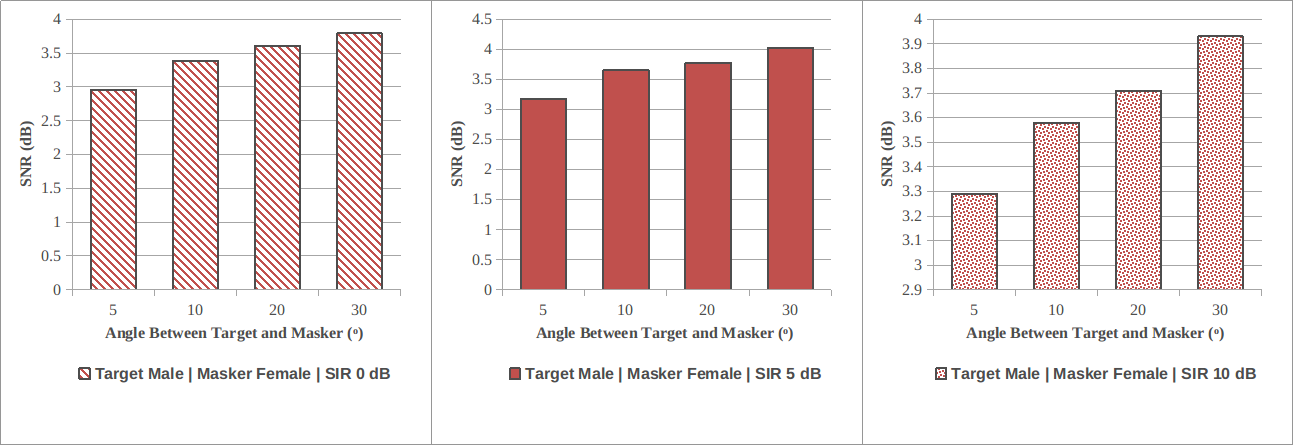 4
3.5
3
2.5
2
1.5
1
0.5
0
SNR (dB)
5 10 20 30
Angle Between Target and Masker (º)
Target Male | Masker Female | SIR 0 dB
4.5
4
3.5
3
2.5
2
1.5
1
0.5
0
SNR (dB)
5 10 20 30
Angle Between Target and Masker (º)
Target Male | Masker Female | SIR 5 dB
4
3.9
3.8
3.7
3.6
3.5
3.4
3.3
3.2
3.1
3
2.9
SNR (dB)
5 10 20 30
Angle Between Target and Masker (º)
Target Male | Masker Female | SIR 10 dB